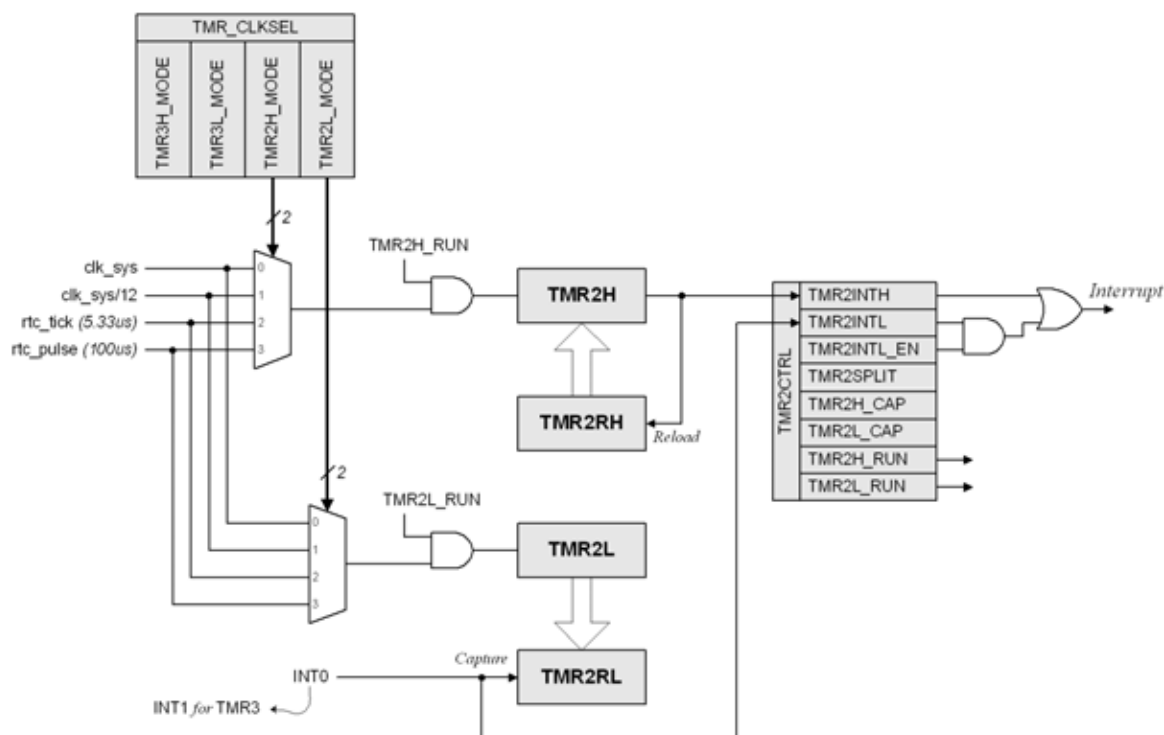 TMR_CLKSEL
TMR3H_MODE
TMR3L_MODE
TMR2H_MODE
TMR2L_MODE
2
TMR2H_RUN
clk_sys
clk_sys/12
rtc_tick (5.33us)
rtc_pulse (100us)
0
1
2
3
TMR2H
TMR2RH
Reload
TMR2CTRL
TMR2INTH
TMR2INTL
TMR2INTL_EN
TMR2SPLIT
TMR2H_CAP
TMR2L_CAP
TMR2H_RUN
TMR2L_RUN
Interrupt
2
TMR2L_RUN
0
1
2
3
TMR2L
TMR2RL
Capture
INT0
INT1 for TMR3